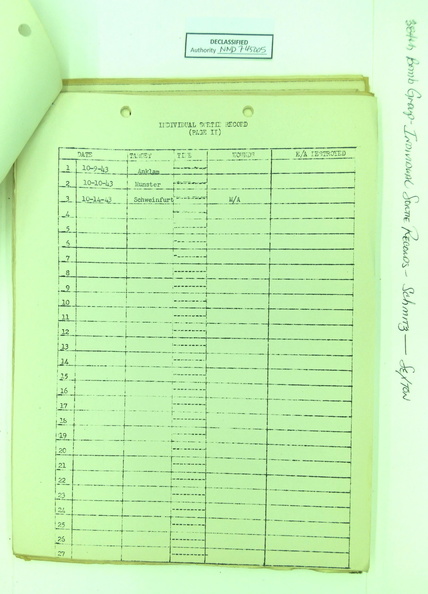 DECLASSIFIED
Authority NND 745005
384th Bomb Group - Individual Sortie Records - Schmitz — Sexton
INDIVIDUAL SORTIE RECORD
(PAGE II)
DATE TARGET TIME REMARKS E/A DESTROYED
1 10-9-43 Anklam
2 10-10-43 Munster
3 10-14-43 Schweinfurt M/A
4
5
6
7
8
9
10
11
12
13
14
15
16
17
18
19
20
21
22
23
24
25
26
27